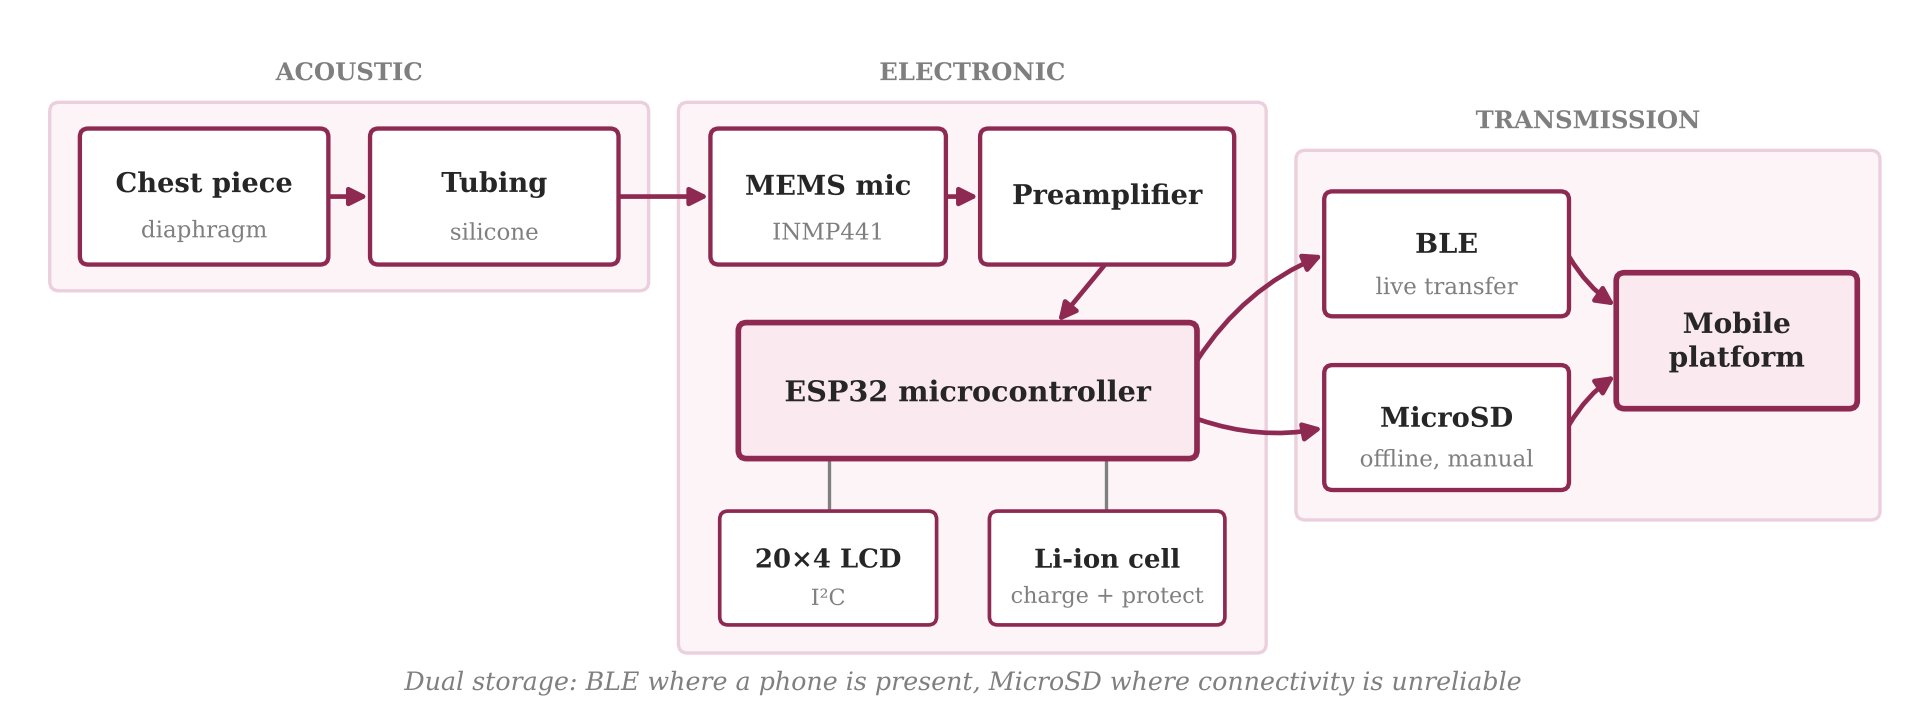 ACOUSTIC
Chest piece
diaphragm
Tubing
silicone
ELECTRONIC
MEMS mic
INMP441
Preamplifier
ESP32 microcontroller
20×4 LCD
I²C
Li-ion cell
charge + protect
TRANSMISSION
BLE
live transfer
MicroSD
offline, manual
Mobile
platform
Dual storage: BLE where a phone is present, MicroSD where connectivity is unreliable